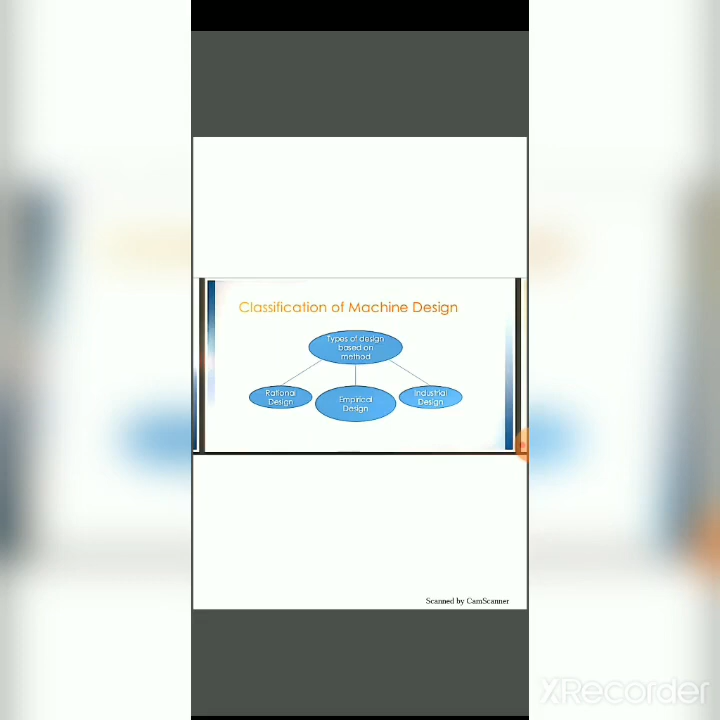 Classification of Machine Design
Types of design
based on
method
Rational
Design
Empirical
Design
Industrial
Design
Scanned by CamScanner
XRecorder